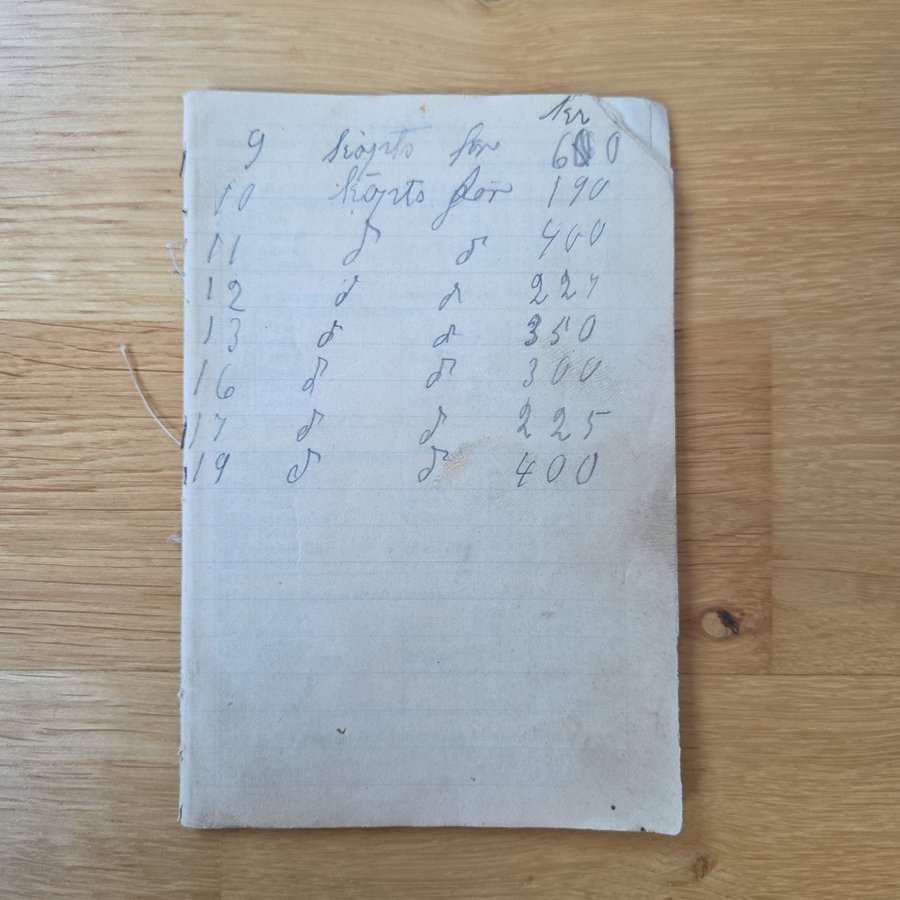 kr
9 köpts för 600
10 köpts för 190
11 d d 400
12 d d 227
13 d d 350
16 d d 300
17 d d 225
19 d d 400